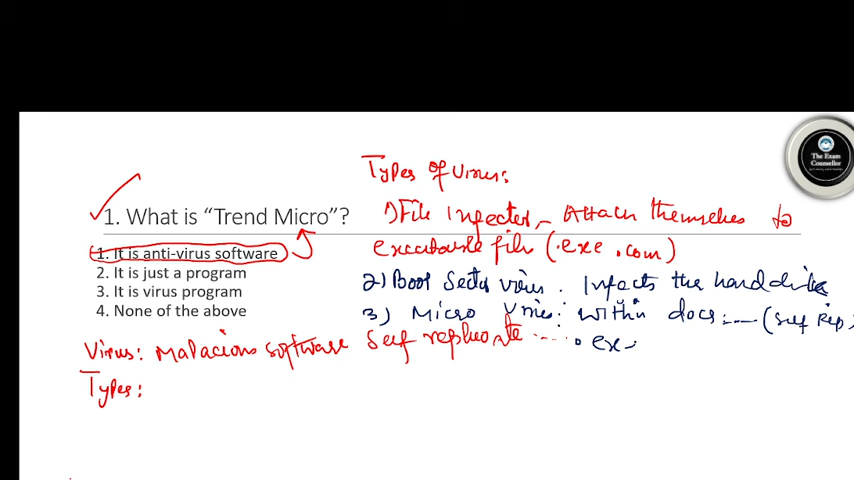 The Exam
Counsellor
Types of Virus:
1. What is "Trend Micro"?
1) File Infector - Attach themselves to
executable files (.exe .com)
1. It is anti-virus software
2. It is just a program
3. It is virus program
4. None of the above
2) Boot Sector virus. Infects the hard disk
3) Micro Virus: within docs (self Rep)
Virus: Malacious software Self replicate ..... .ex
Types: